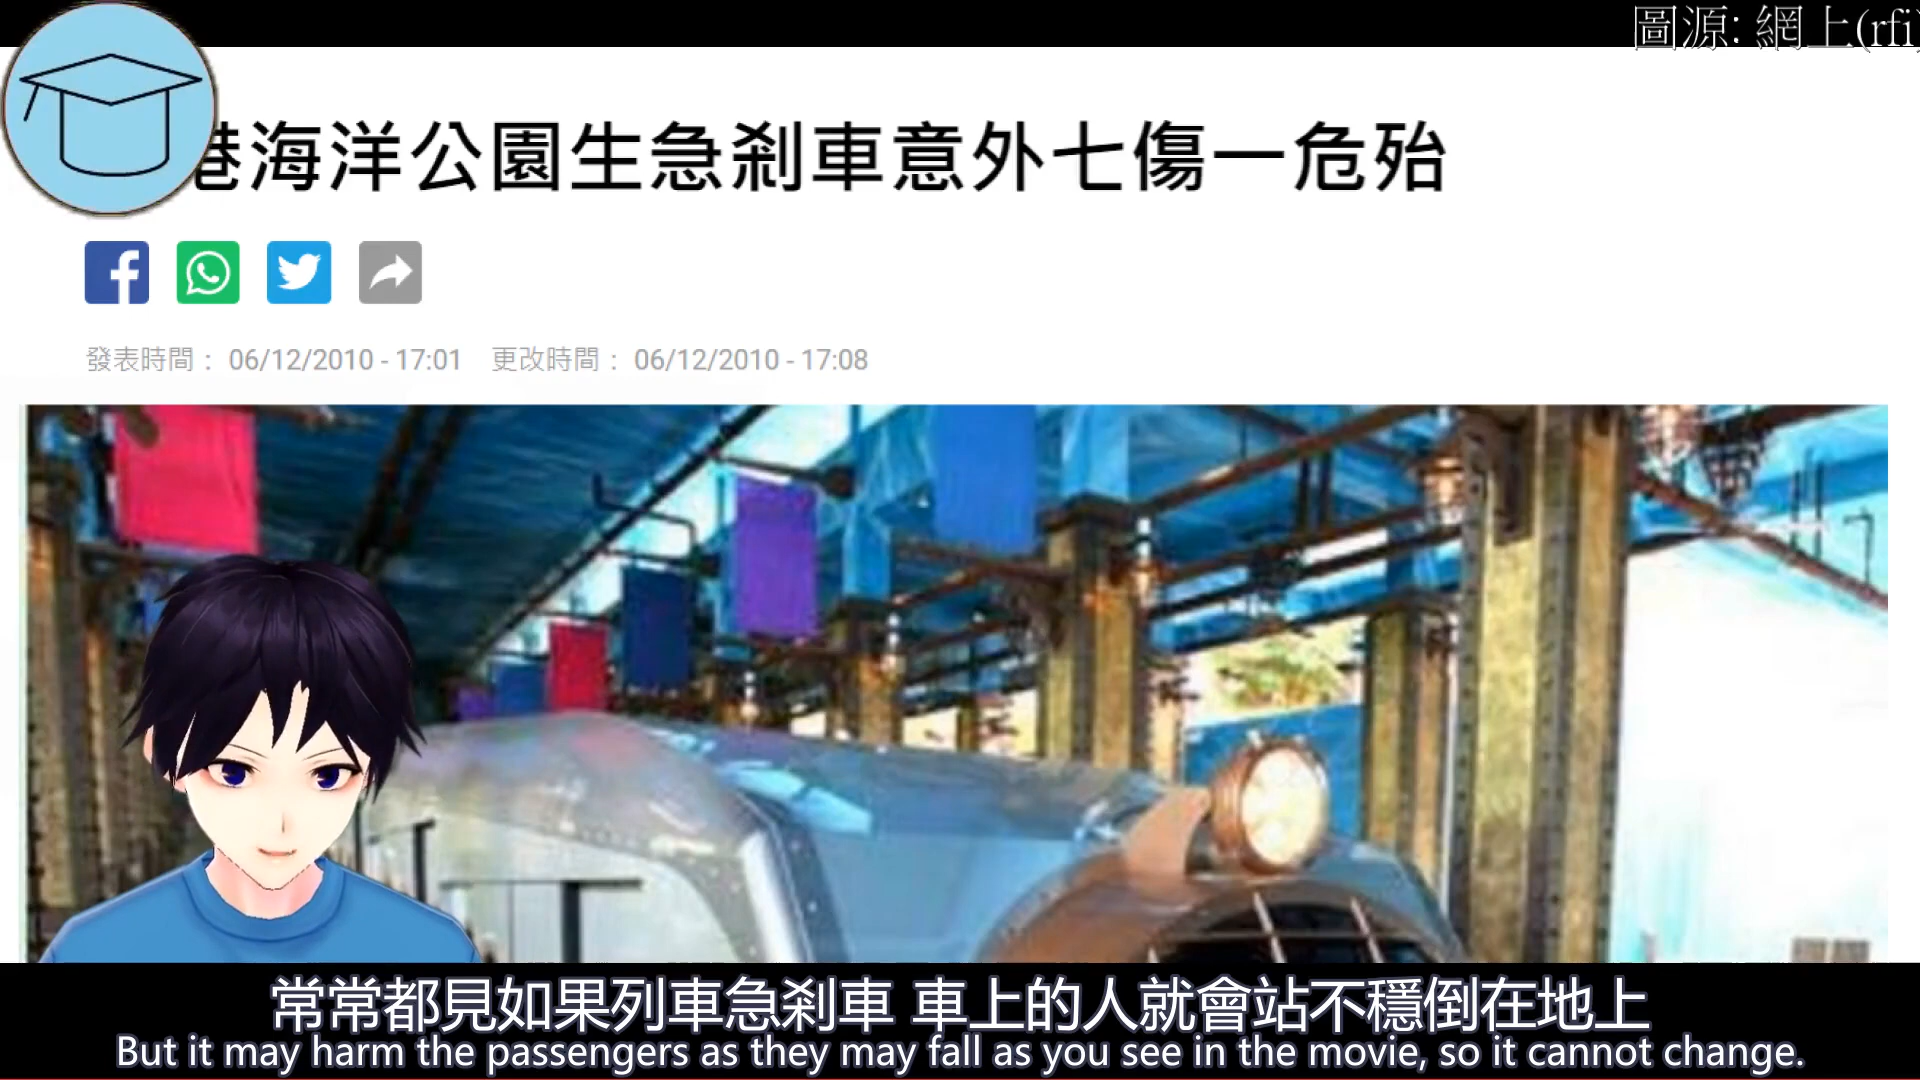 圖源: 網上(rfi)
港海洋公園生急剎車意外七傷一危殆
發表時間： 06/12/2010 - 17:01 更改時間： 06/12/2010 - 17:08
常常都見如果列車急剎車 車上的人就會站不穩倒在地上
But it may harm the passengers as they may fall as you see in the movie, so it cannot change.